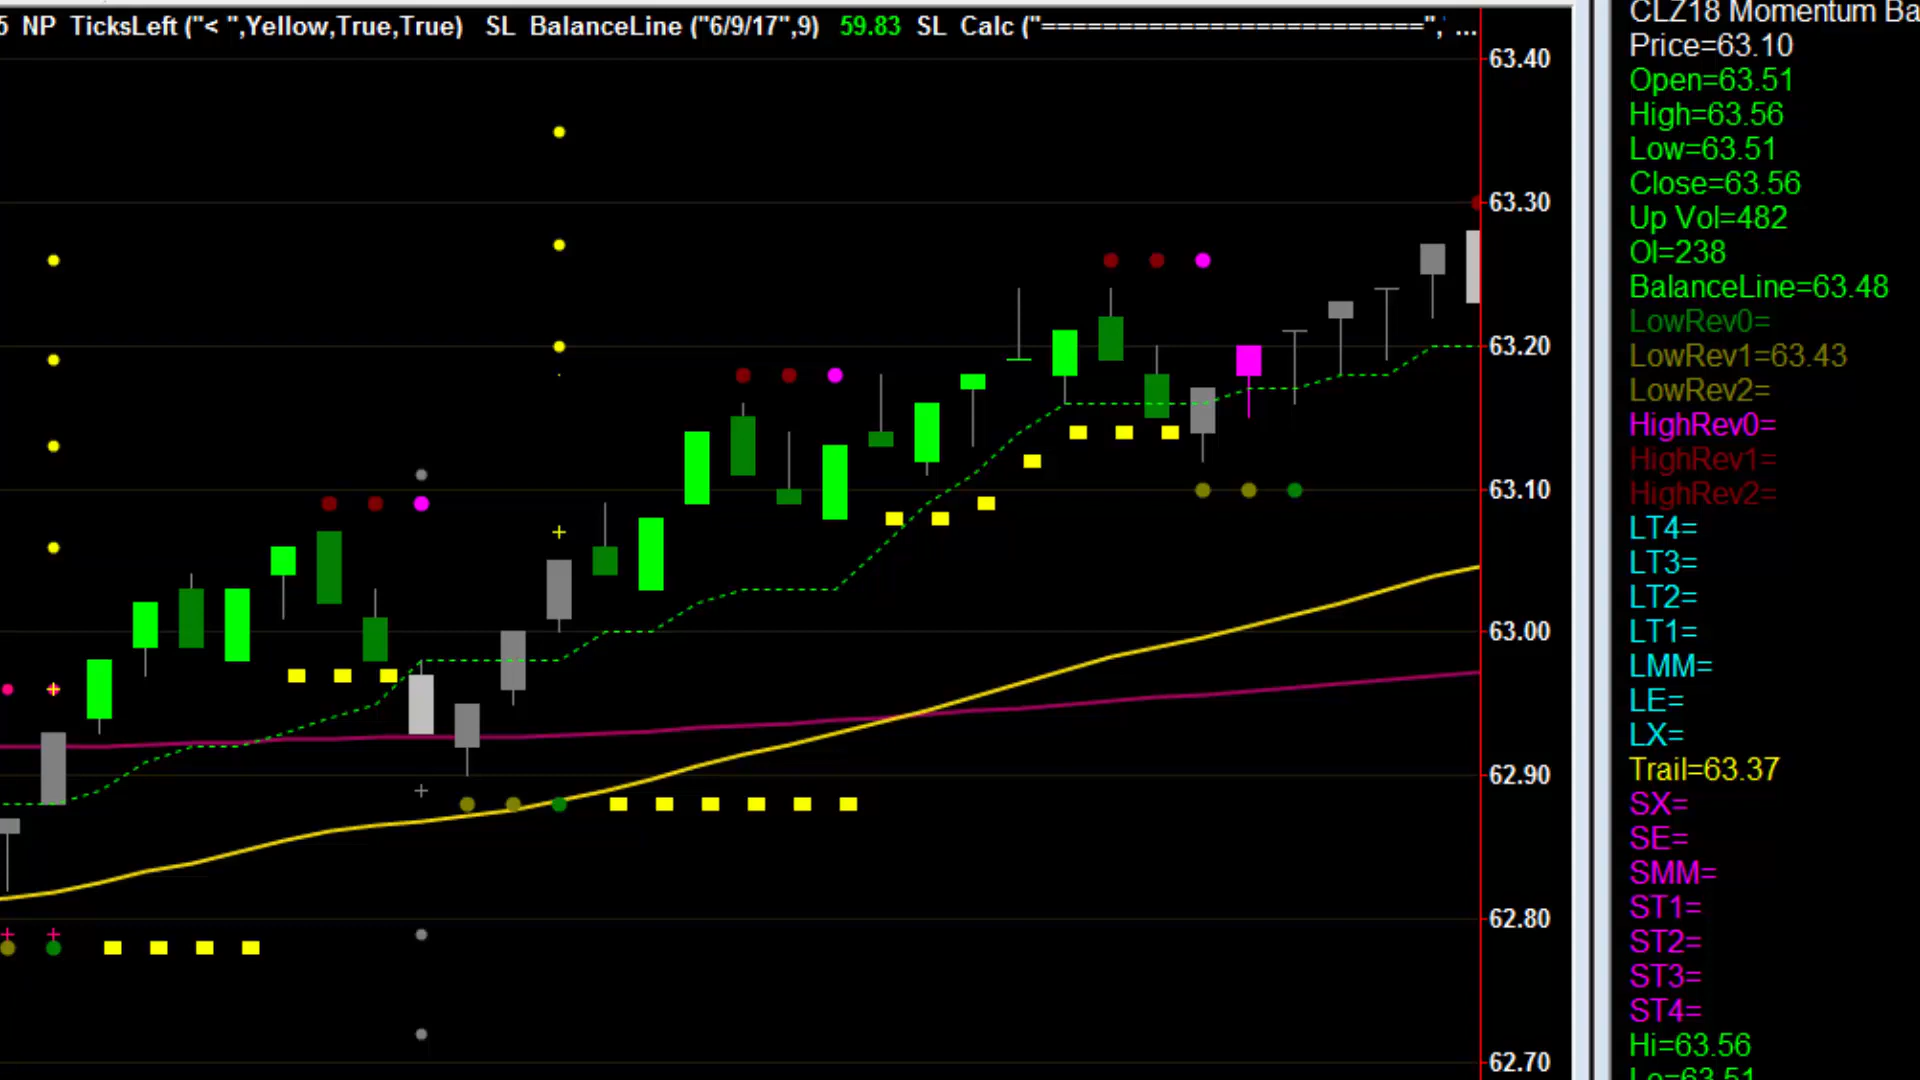 5 NP TicksLeft ("< ",Yellow,True,True) SL BalanceLine ("6/9/17",9) 59.83 SL Calc ("=========================", ...
63.40
63.30
63.20
63.10
63.00
62.90
62.80
62.70
CLZ18 Momentum Ba
Price=63.10
Open=63.51
High=63.56
Low=63.51
Close=63.56
Up Vol=482
OI=238
BalanceLine=63.48
LowRev0=
LowRev1=63.43
LowRev2=
HighRev0=
HighRev1=
HighRev2=
LT4=
LT3=
LT2=
LT1=
LMM=
LE=
LX=
Trail=63.37
SX=
SE=
SMM=
ST1=
ST2=
ST3=
ST4=
Hi=63.56
Lo=63.51